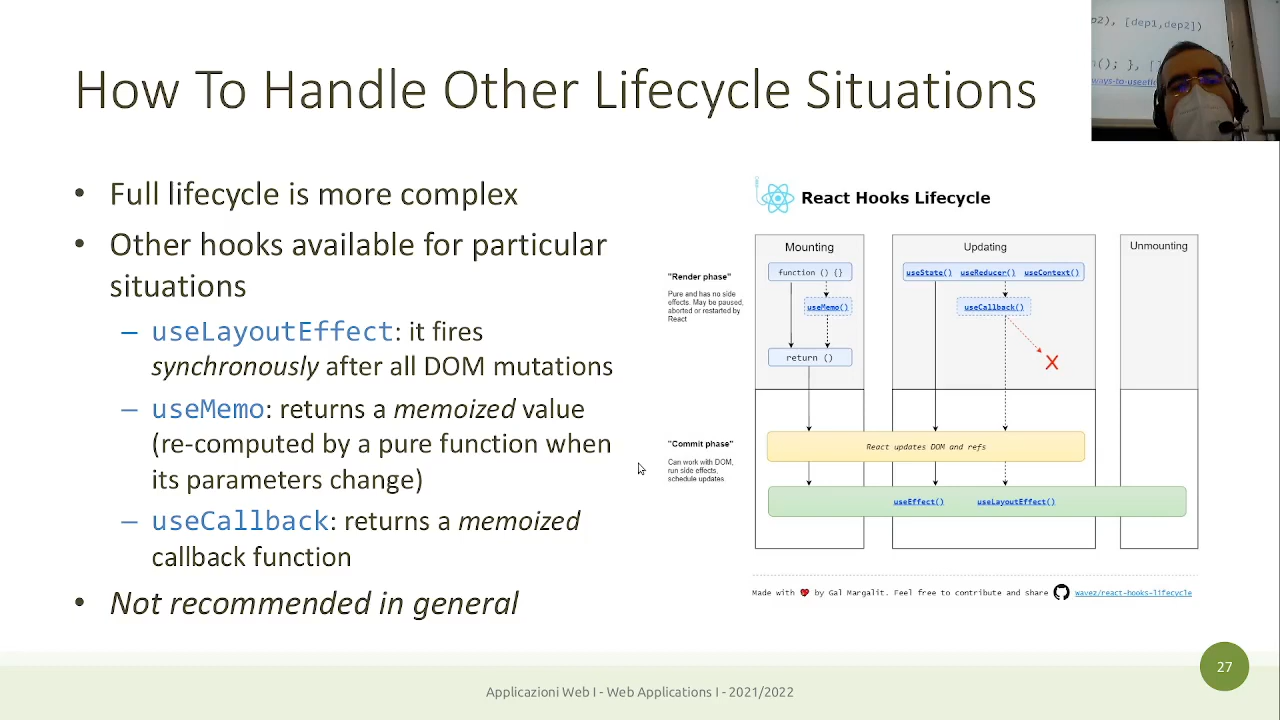 How To Handle Other Lifecycle Situations
• Full lifecycle is more complex
• Other hooks available for particular
situations
– useLayoutEffect: it fires
synchronously after all DOM mutations
– useMemo: returns a memoized value
(re-computed by a pure function when
its parameters change)
– useCallback: returns a memoized
callback function
• Not recommended in general
React Hooks Lifecycle
Mounting
Updating
Unmounting
"Render phase"
Pure and has no side
effects. May be paused,
aborted or restarted by
React
function () {}
useMemo()
return ()
useState() useReducer() useContext()
useCallback()
X
"Commit phase"
Can work with DOM,
run side effects,
schedule updates.
React updates DOM and refs
useEffect() useLayoutEffect()
Made with ❤ by Gal Margalit. Feel free to contribute and share wavez/react-hooks-lifecycle
27
Applicazioni Web I - Web Applications I - 2021/2022
p2), [dep1,dep2])
(); }, [